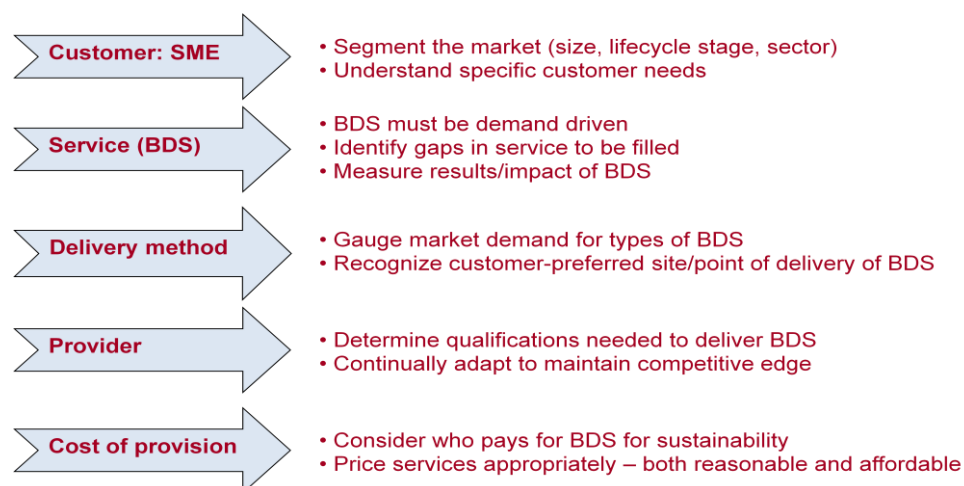 Customer: SME
• Segment the market (size, lifecycle stage, sector)
• Understand specific customer needs
Service (BDS)
• BDS must be demand driven
• Identify gaps in service to be filled
• Measure results/impact of BDS
Delivery method
• Gauge market demand for types of BDS
• Recognize customer-preferred site/point of delivery of BDS
Provider
• Determine qualifications needed to deliver BDS
• Continually adapt to maintain competitive edge
Cost of provision
• Consider who pays for BDS for sustainability
• Price services appropriately – both reasonable and affordable